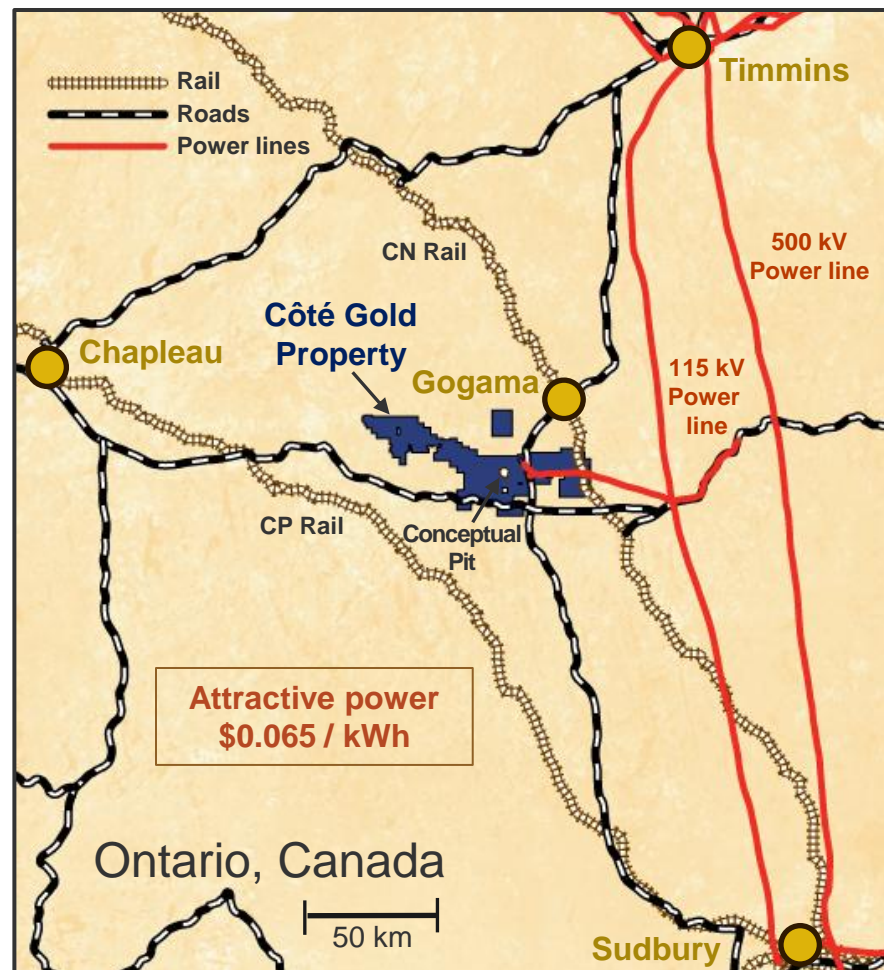 Timmins
Rail
Roads
Power lines
CN Rail
500 kV
Power line
Côté Gold
Property
Chapleau
Gogama
115 kV
Power
line
CP Rail
Conceptual
Pit
Attractive power
$0.065 / kWh
Ontario, Canada
50 km
Sudbury